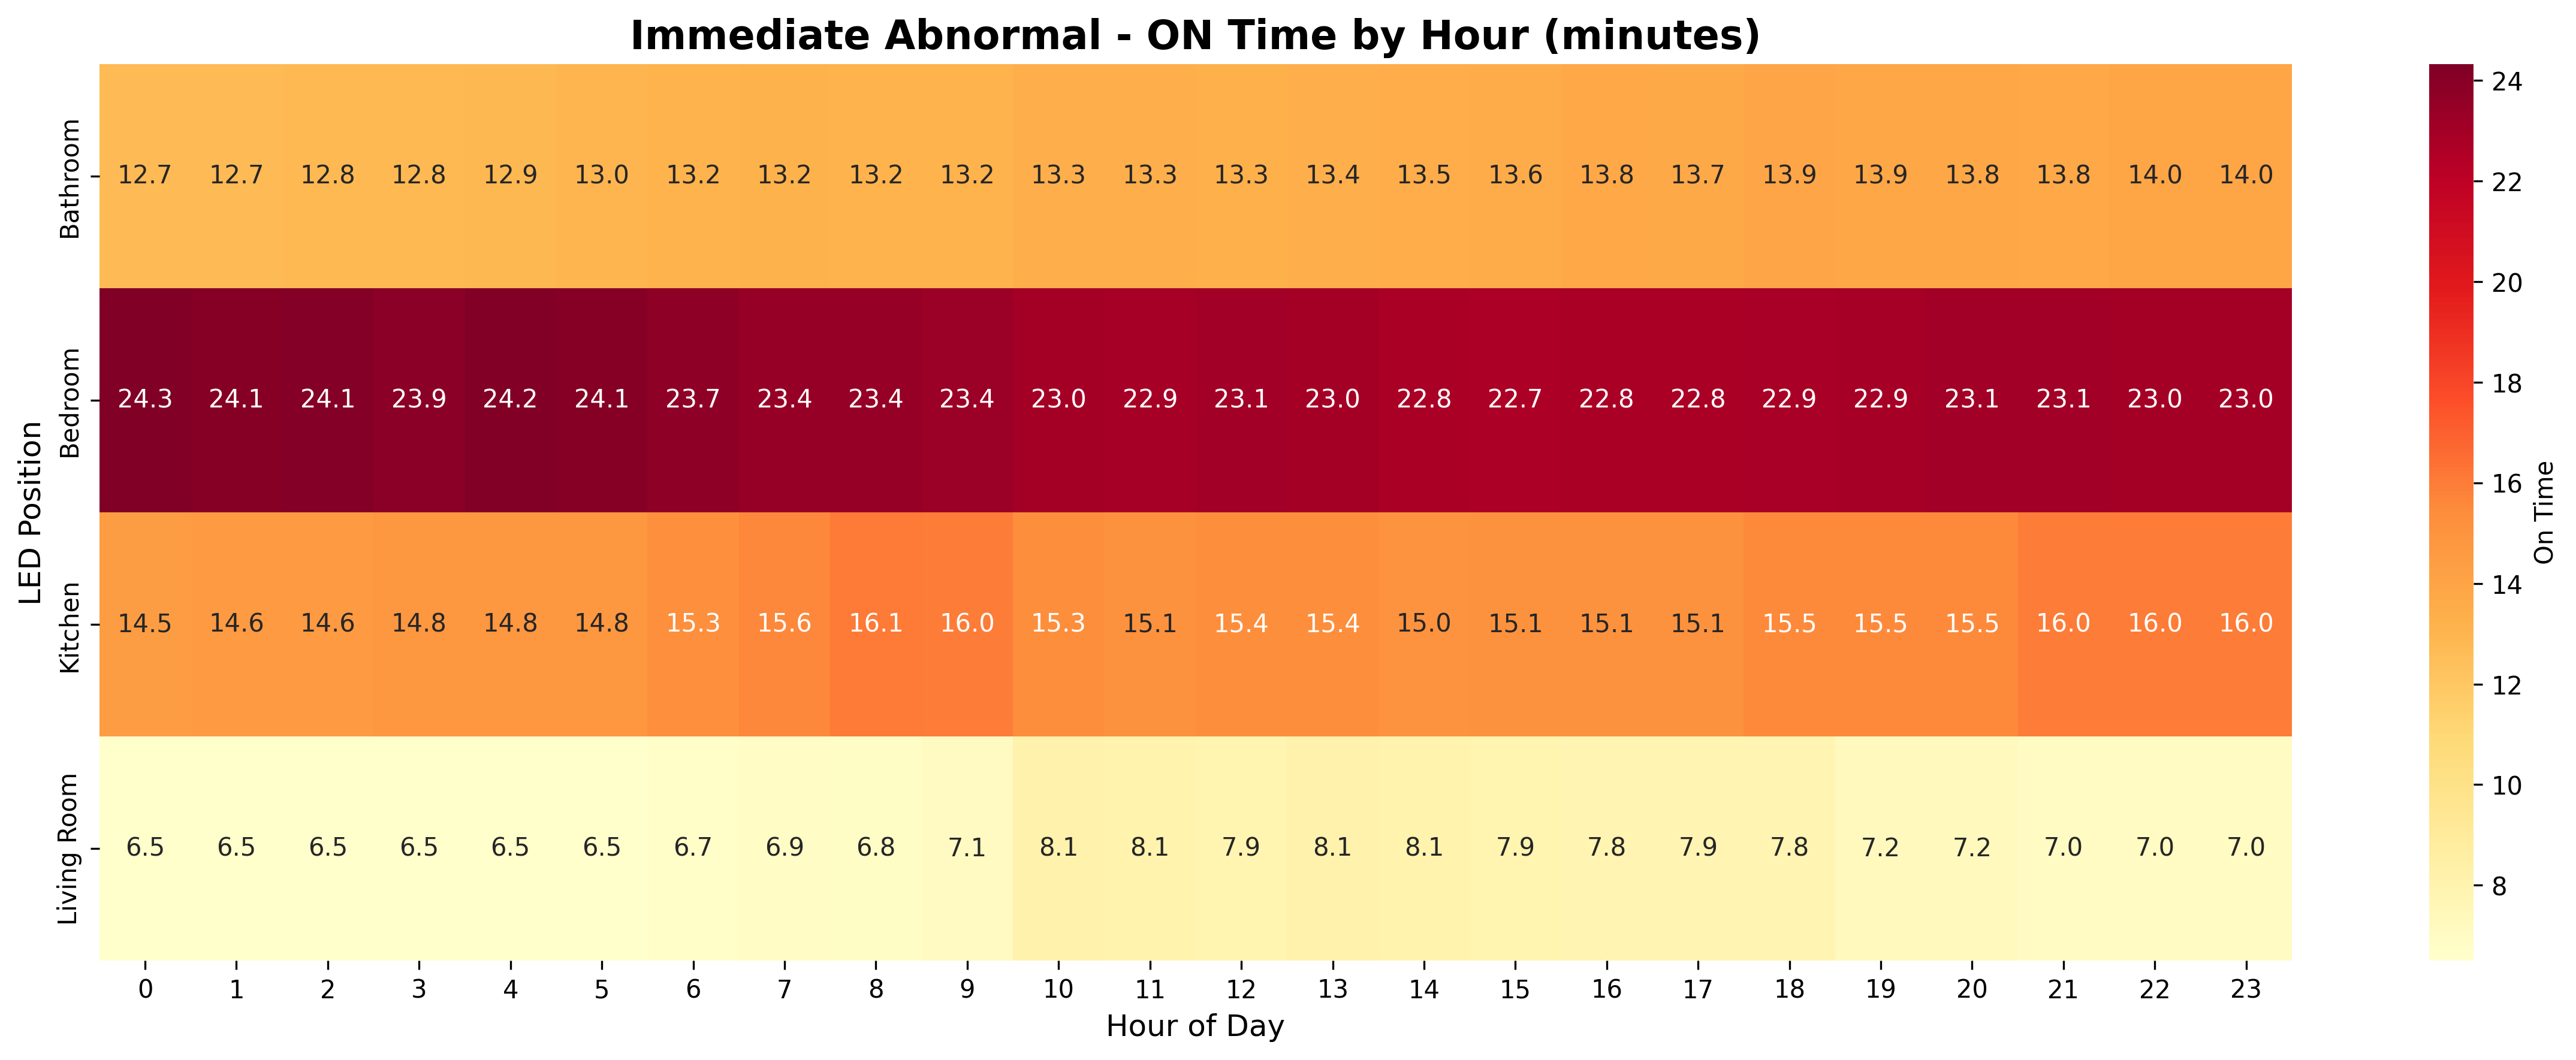 Immediate Abnormal - ON Time by Hour (minutes)
LED Position
Bathroom
12.7 12.7 12.8 12.8 12.9 13.0 13.2 13.2 13.2 13.2 13.3 13.3 13.3 13.4 13.5 13.6 13.8 13.7 13.9 13.9 13.8 13.8 14.0 14.0
Bedroom
24.3 24.1 24.1 23.9 24.2 24.1 23.7 23.4 23.4 23.4 23.0 22.9 23.1 23.0 22.8 22.7 22.8 22.8 22.9 22.9 23.1 23.1 23.0 23.0
Kitchen
14.5 14.6 14.6 14.8 14.8 14.8 15.3 15.6 16.1 16.0 15.3 15.1 15.4 15.4 15.0 15.1 15.1 15.1 15.5 15.5 15.5 16.0 16.0 16.0
Living Room
6.5 6.5 6.5 6.5 6.5 6.5 6.7 6.9 6.8 7.1 8.1 8.1 7.9 8.1 8.1 7.9 7.8 7.9 7.8 7.2 7.2 7.0 7.0 7.0
0 1 2 3 4 5 6 7 8 9 10 11 12 13 14 15 16 17 18 19 20 21 22 23
Hour of Day
24
22
20
18
16
14
12
10
8
On Time